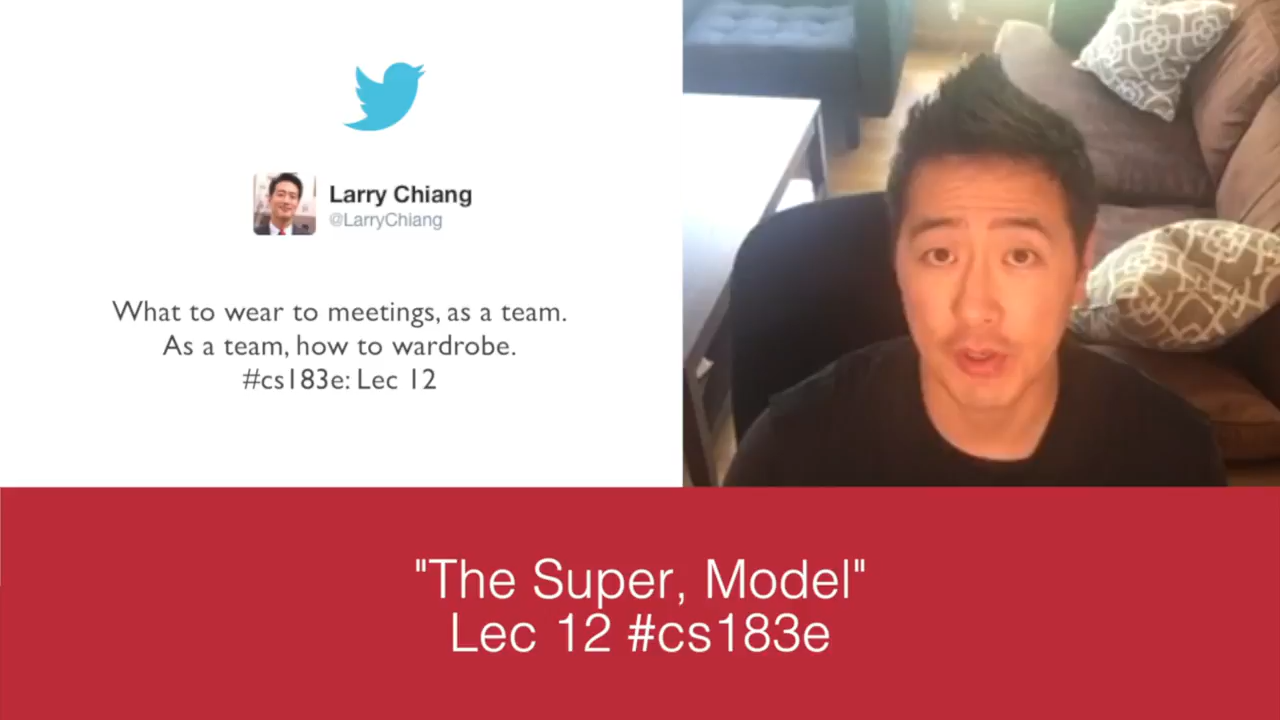 Larry Chiang
@LarryChiang
What to wear to meetings, as a team.
As a team, how to wardrobe.
#cs183e: Lec 12
"The Super, Model"
Lec 12 #cs183e